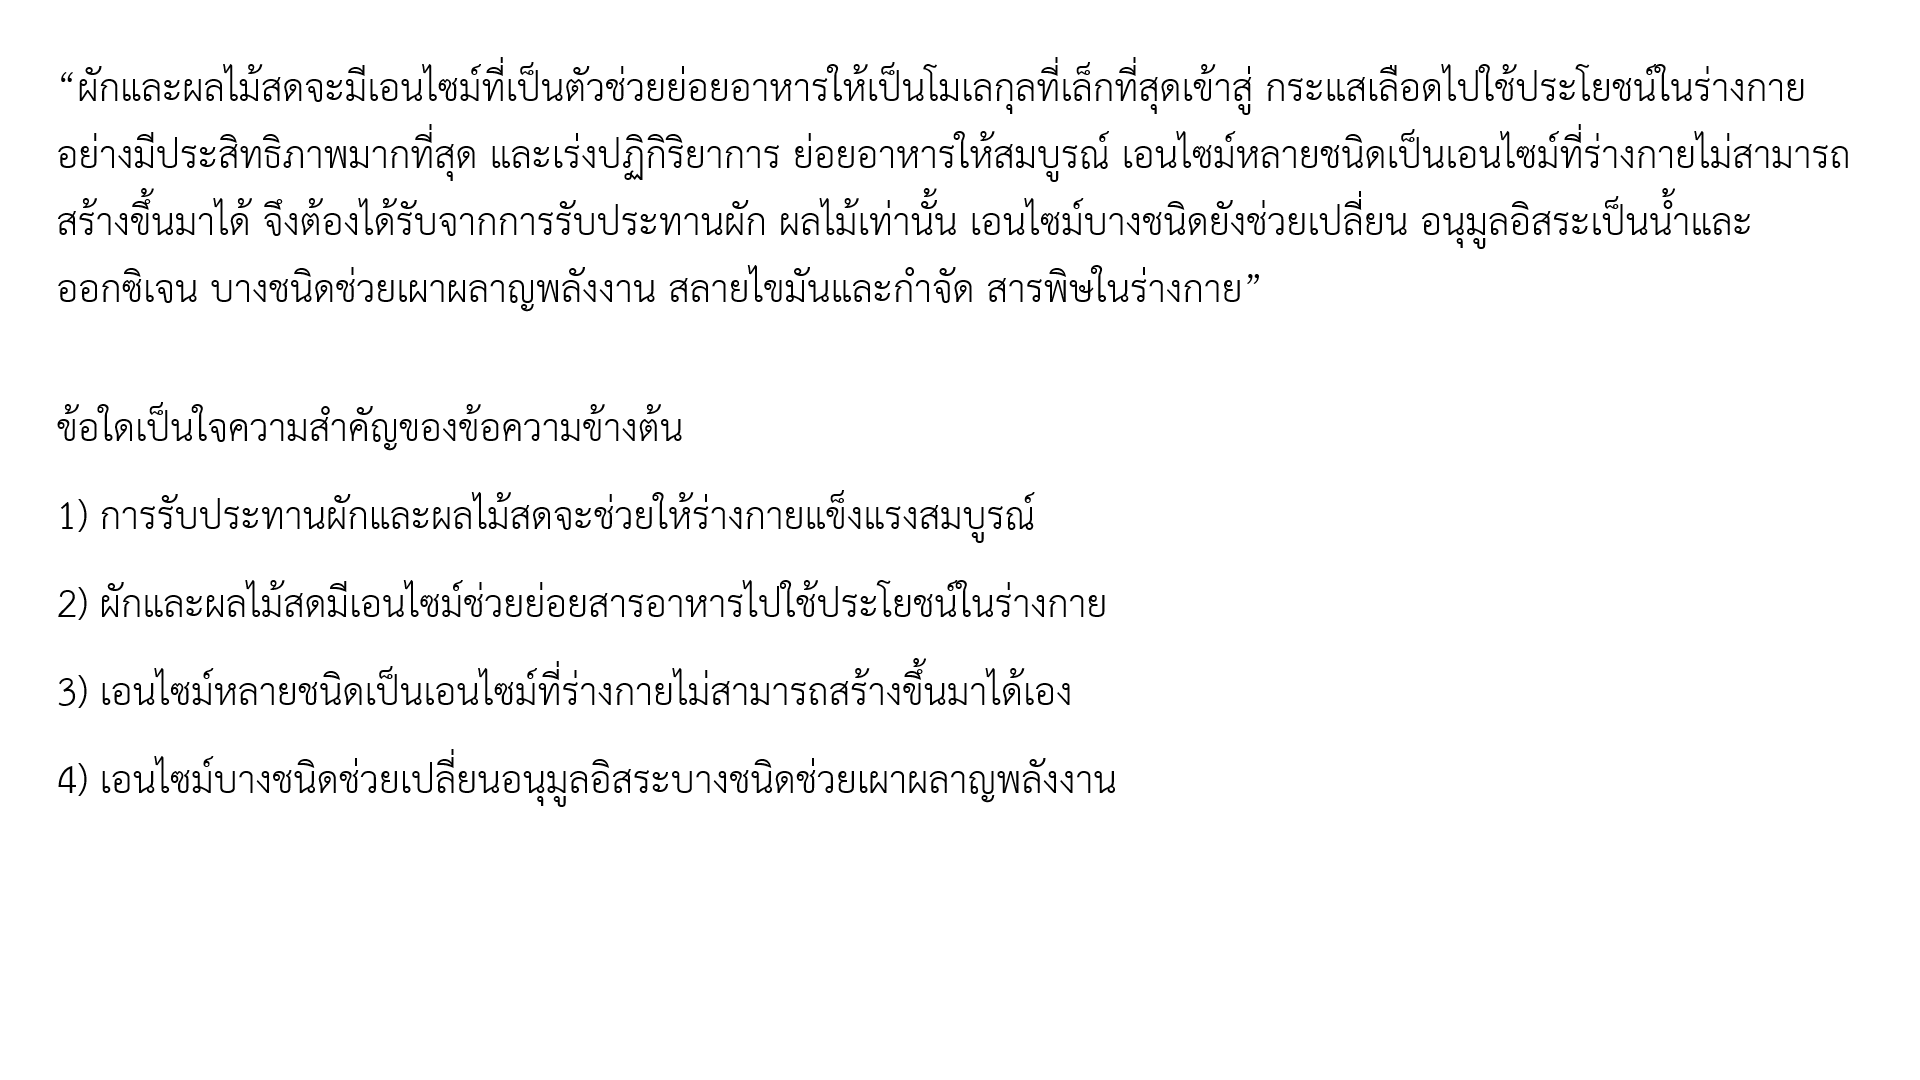 “ผักและผลไม้สดจะมีเอนไซม์ที่เป็นตัวช่วยย่อยอาหารให้เป็นโมเลกุลที่เล็กที่สุดเข้าสู่ กระแสเลือดไปใช้ประโยชน์ในร่างกาย
อย่างมีประสิทธิภาพมากที่สุด และเร่งปฏิกิริยาการ ย่อยอาหารให้สมบูรณ์ เอนไซม์หลายชนิดเป็นเอนไซม์ที่ร่างกายไม่สามารถ
สร้างขึ้นมาได้ จึงต้องได้รับจากการรับประทานผัก ผลไม้เท่านั้น เอนไซม์บางชนิดยังช่วยเปลี่ยน อนุมูลอิสระเป็นน้ำและ
ออกซิเจน บางชนิดช่วยเผาผลาญพลังงาน สลายไขมันและกำจัด สารพิษในร่างกาย”
ข้อใดเป็นใจความสำคัญของข้อความข้างต้น
1) การรับประทานผักและผลไม้สดจะช่วยให้ร่างกายแข็งแรงสมบูรณ์
2) ผักและผลไม้สดมีเอนไซม์ช่วยย่อยสารอาหารไปใช้ประโยชน์ในร่างกาย
3) เอนไซม์หลายชนิดเป็นเอนไซม์ที่ร่างกายไม่สามารถสร้างขึ้นมาได้เอง
4) เอนไซม์บางชนิดช่วยเปลี่ยนอนุมูลอิสระบางชนิดช่วยเผาผลาญพลังงาน